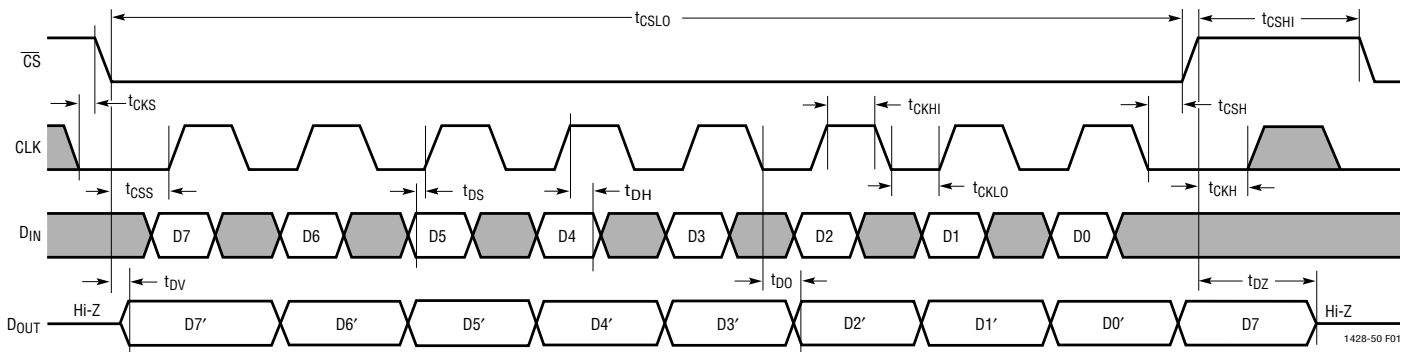 tCSLO
tCSHI
CS
tCKS
tCKHI
tCSH
CLK
tCSS
tDS
tDH
tCKLO
tCKH
DIN
D7
D6
D5
D4
D3
D2
D1
D0
tDV
tDO
tDZ
DOUT
Hi-Z
D7′
D6′
D5′
D4′
D3′
D2′
D1′
D0′
D7
Hi-Z
1428-50 F01